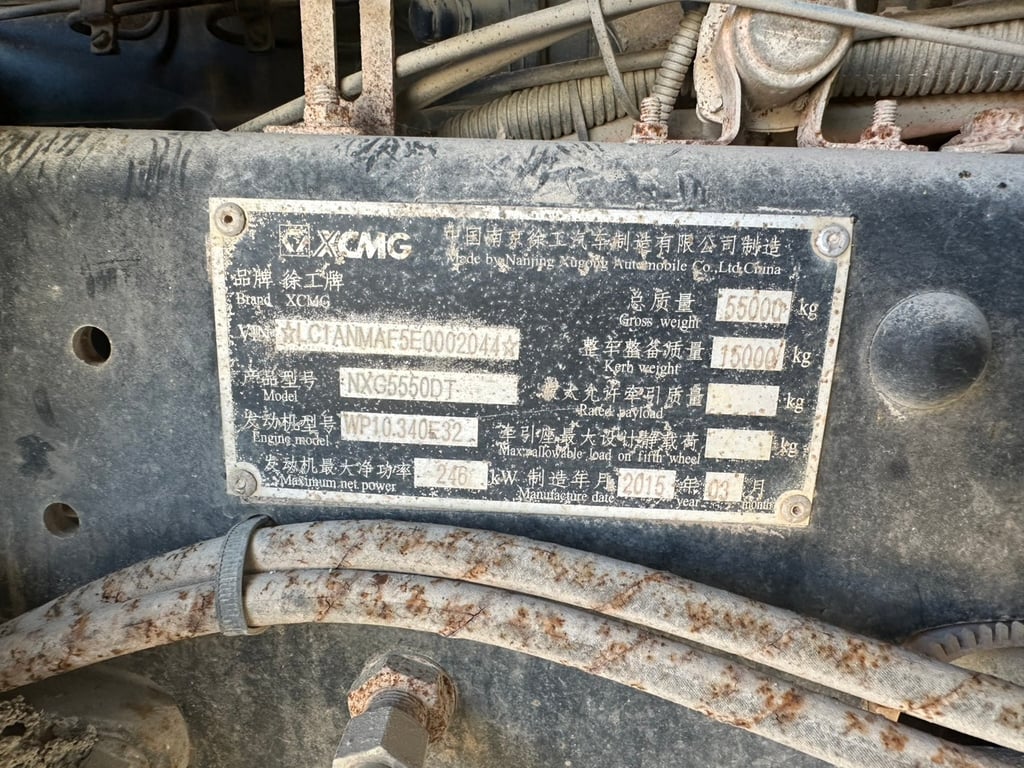 XCMG 中国南京徐工汽车制造有限公司制造
Made by Nanjing Xugong Automobile Co.,Ltd,China
品牌 徐工牌
Brand XCMG
总质量 55000 kg
Gross weight
VIN ☆LC1ANMAF5E0002044☆
整车整备质量 15000 kg
Kerb weight
产品型号 NXG5550DT
Model
最大允许牵引质量 kg
Rated payload
发动机型号 WP10.340E32
Engine model
牵引座最大设计静载荷 kg
Max.allowable load on fifth wheel
发动机最大净功率 246 kW 制造年月 2015 年 03 月
Maximum net power Manufacture date year month